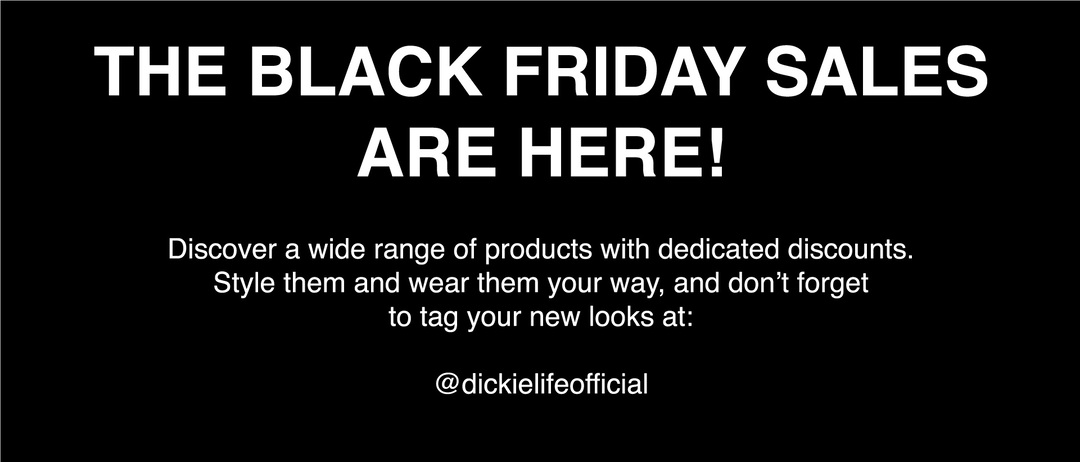 THE BLACK FRIDAY SALES
ARE HERE!
Discover a wide range of products with dedicated discounts.
Style them and wear them your way, and don’t forget
to tag your new looks at:
@dickielifeofficial